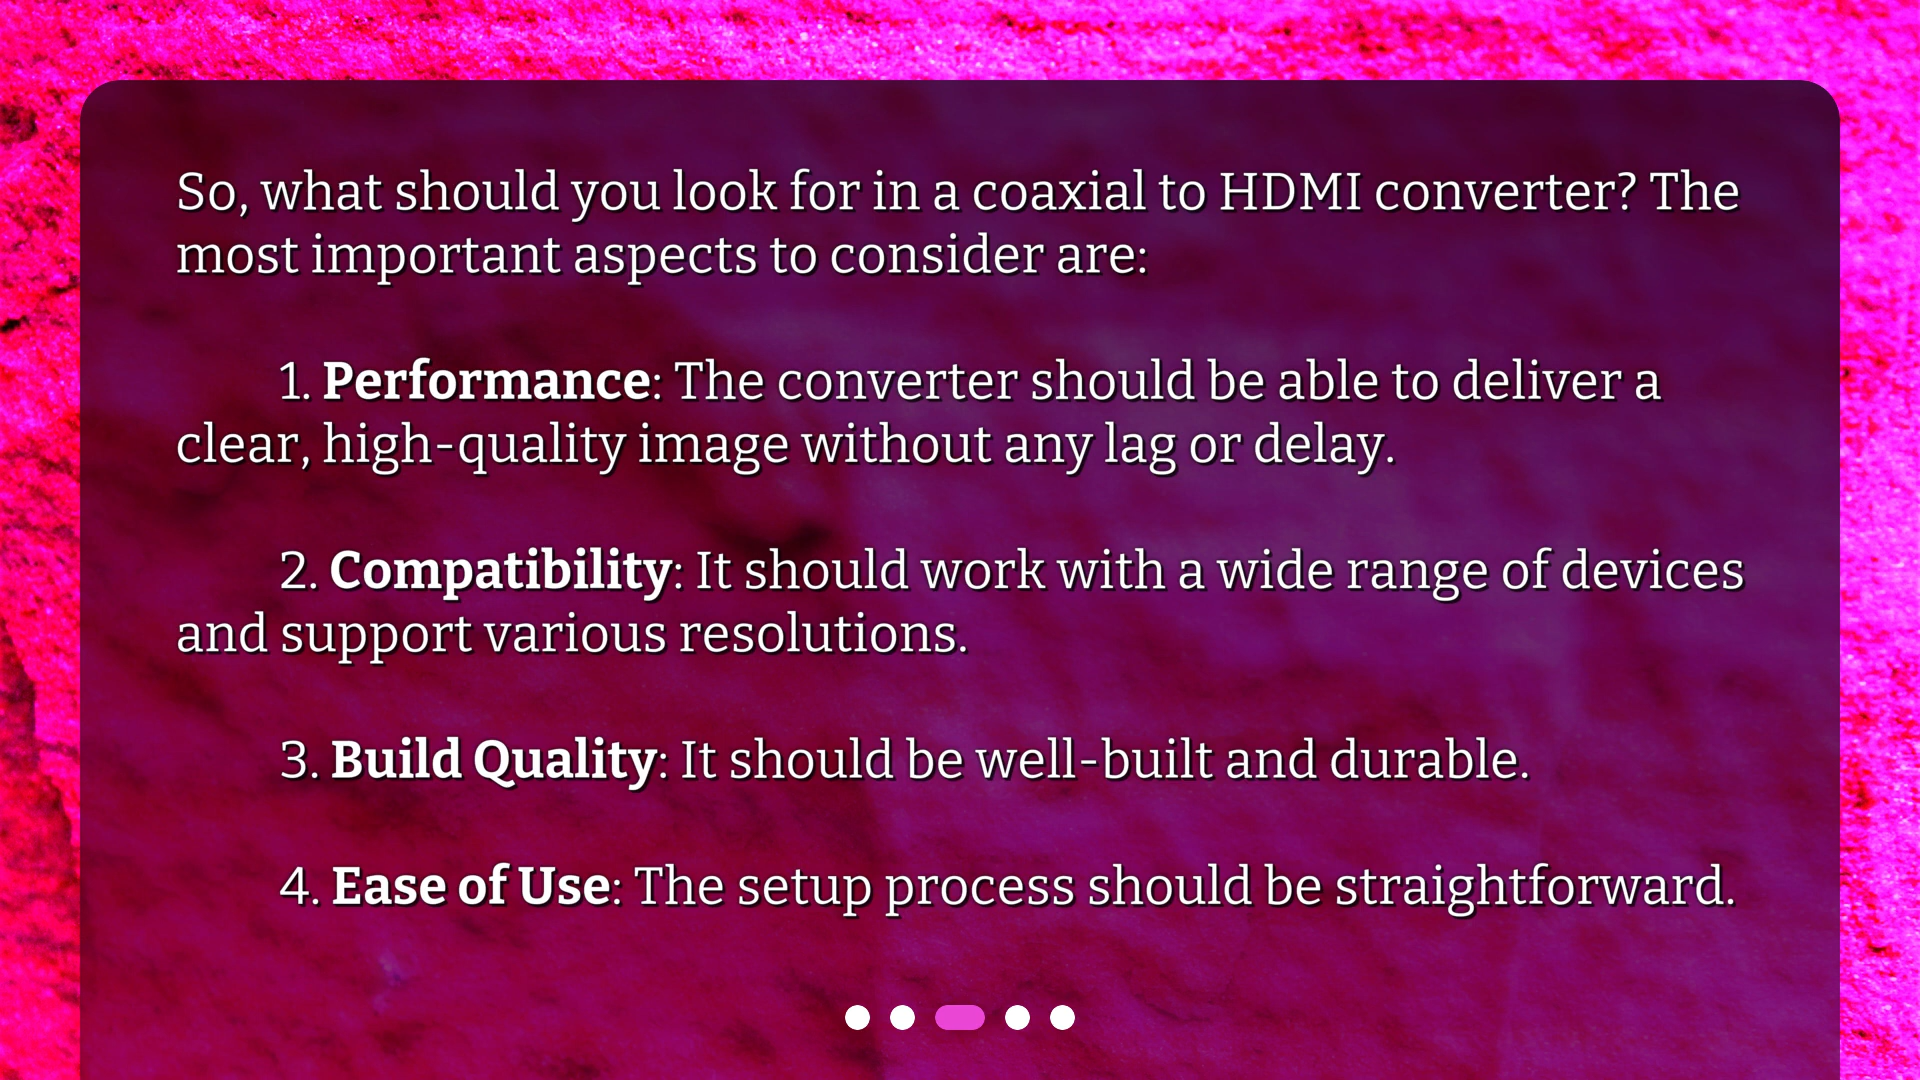 So, what should you look for in a coaxial to HDMI converter? The
most important aspects to consider are:
1. Performance: The converter should be able to deliver a
clear, high-quality image without any lag or delay.
2. Compatibility: It should work with a wide range of devices
and support various resolutions.
3. Build Quality: It should be well-built and durable.
4. Ease of Use: The setup process should be straightforward.